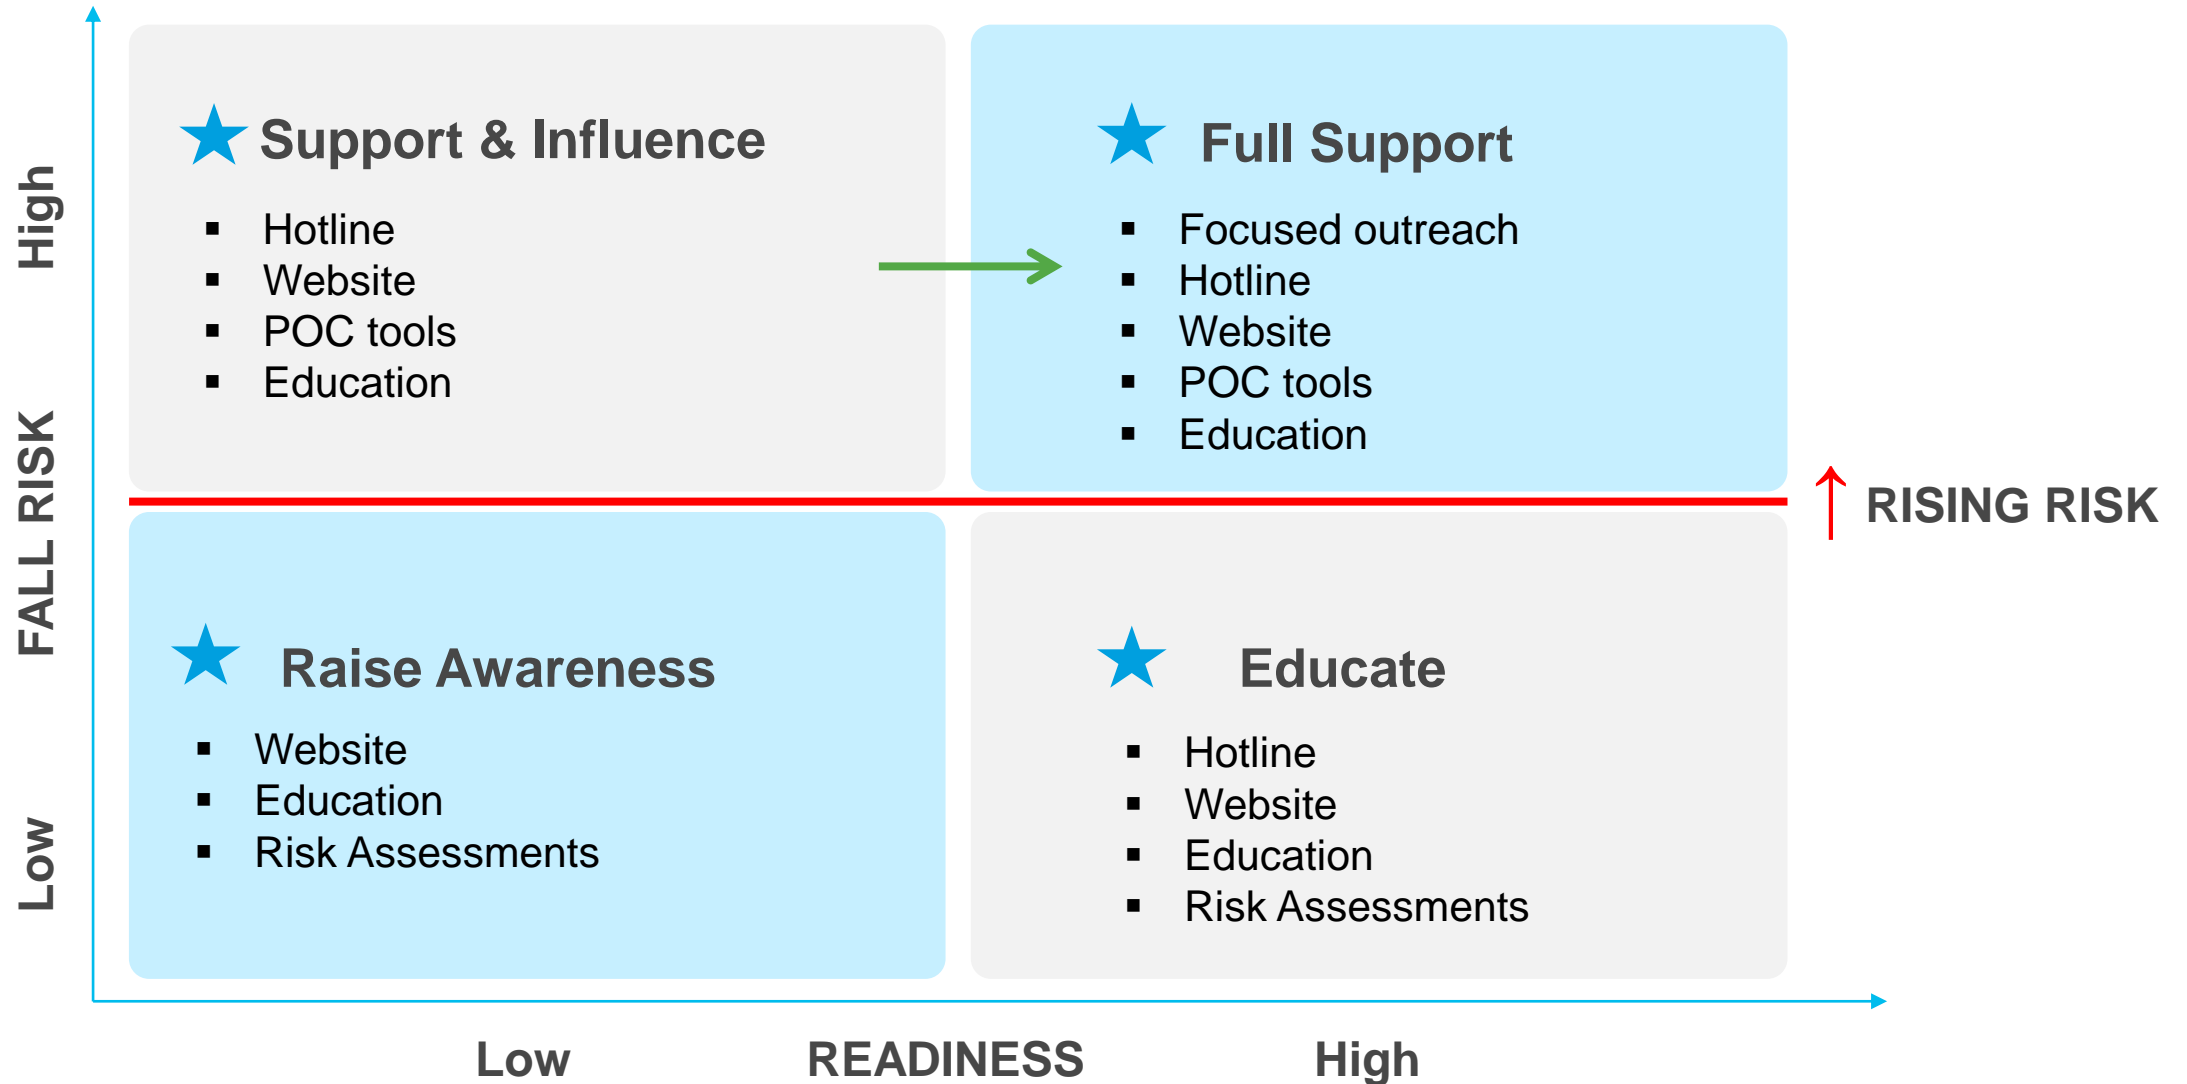 High
FALL RISK
Low
Support & Influence
▪ Hotline
▪ Website
▪ POC tools
▪ Education
Full Support
▪ Focused outreach
▪ Hotline
▪ Website
▪ POC tools
▪ Education
RISING RISK
Raise Awareness
▪ Website
▪ Education
▪ Risk Assessments
Educate
▪ Hotline
▪ Website
▪ Education
▪ Risk Assessments
Low
READINESS
High